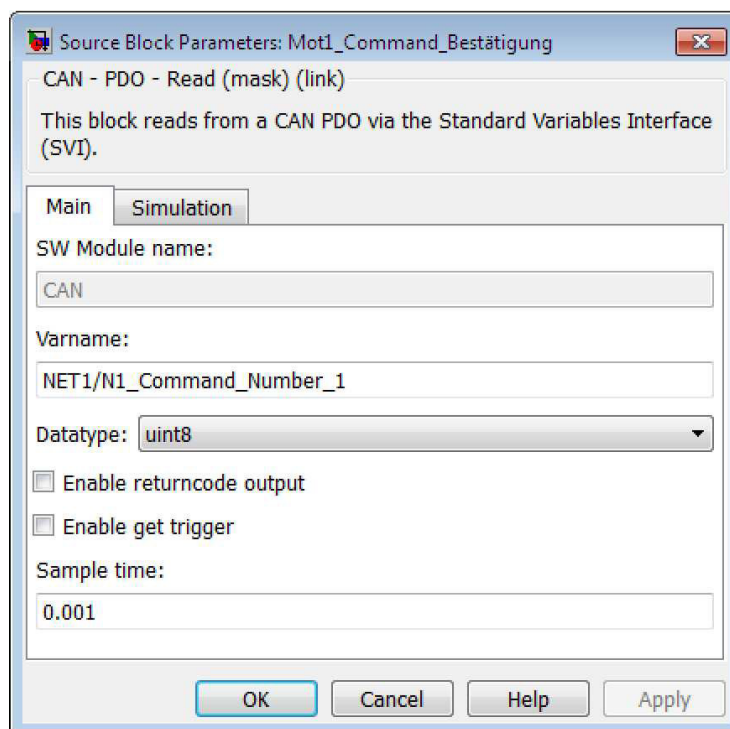 Source Block Parameters: Mot1_Command_Bestätigung
CAN - PDO - Read (mask) (link)
This block reads from a CAN PDO via the Standard Variables Interface
(SVI).
Main Simulation
SW Module name:
CAN
Varname:
NET1/N1_Command_Number_1
Datatype: uint8
Enable returncode output
Enable get trigger
Sample time:
0.001
OK Cancel Help Apply